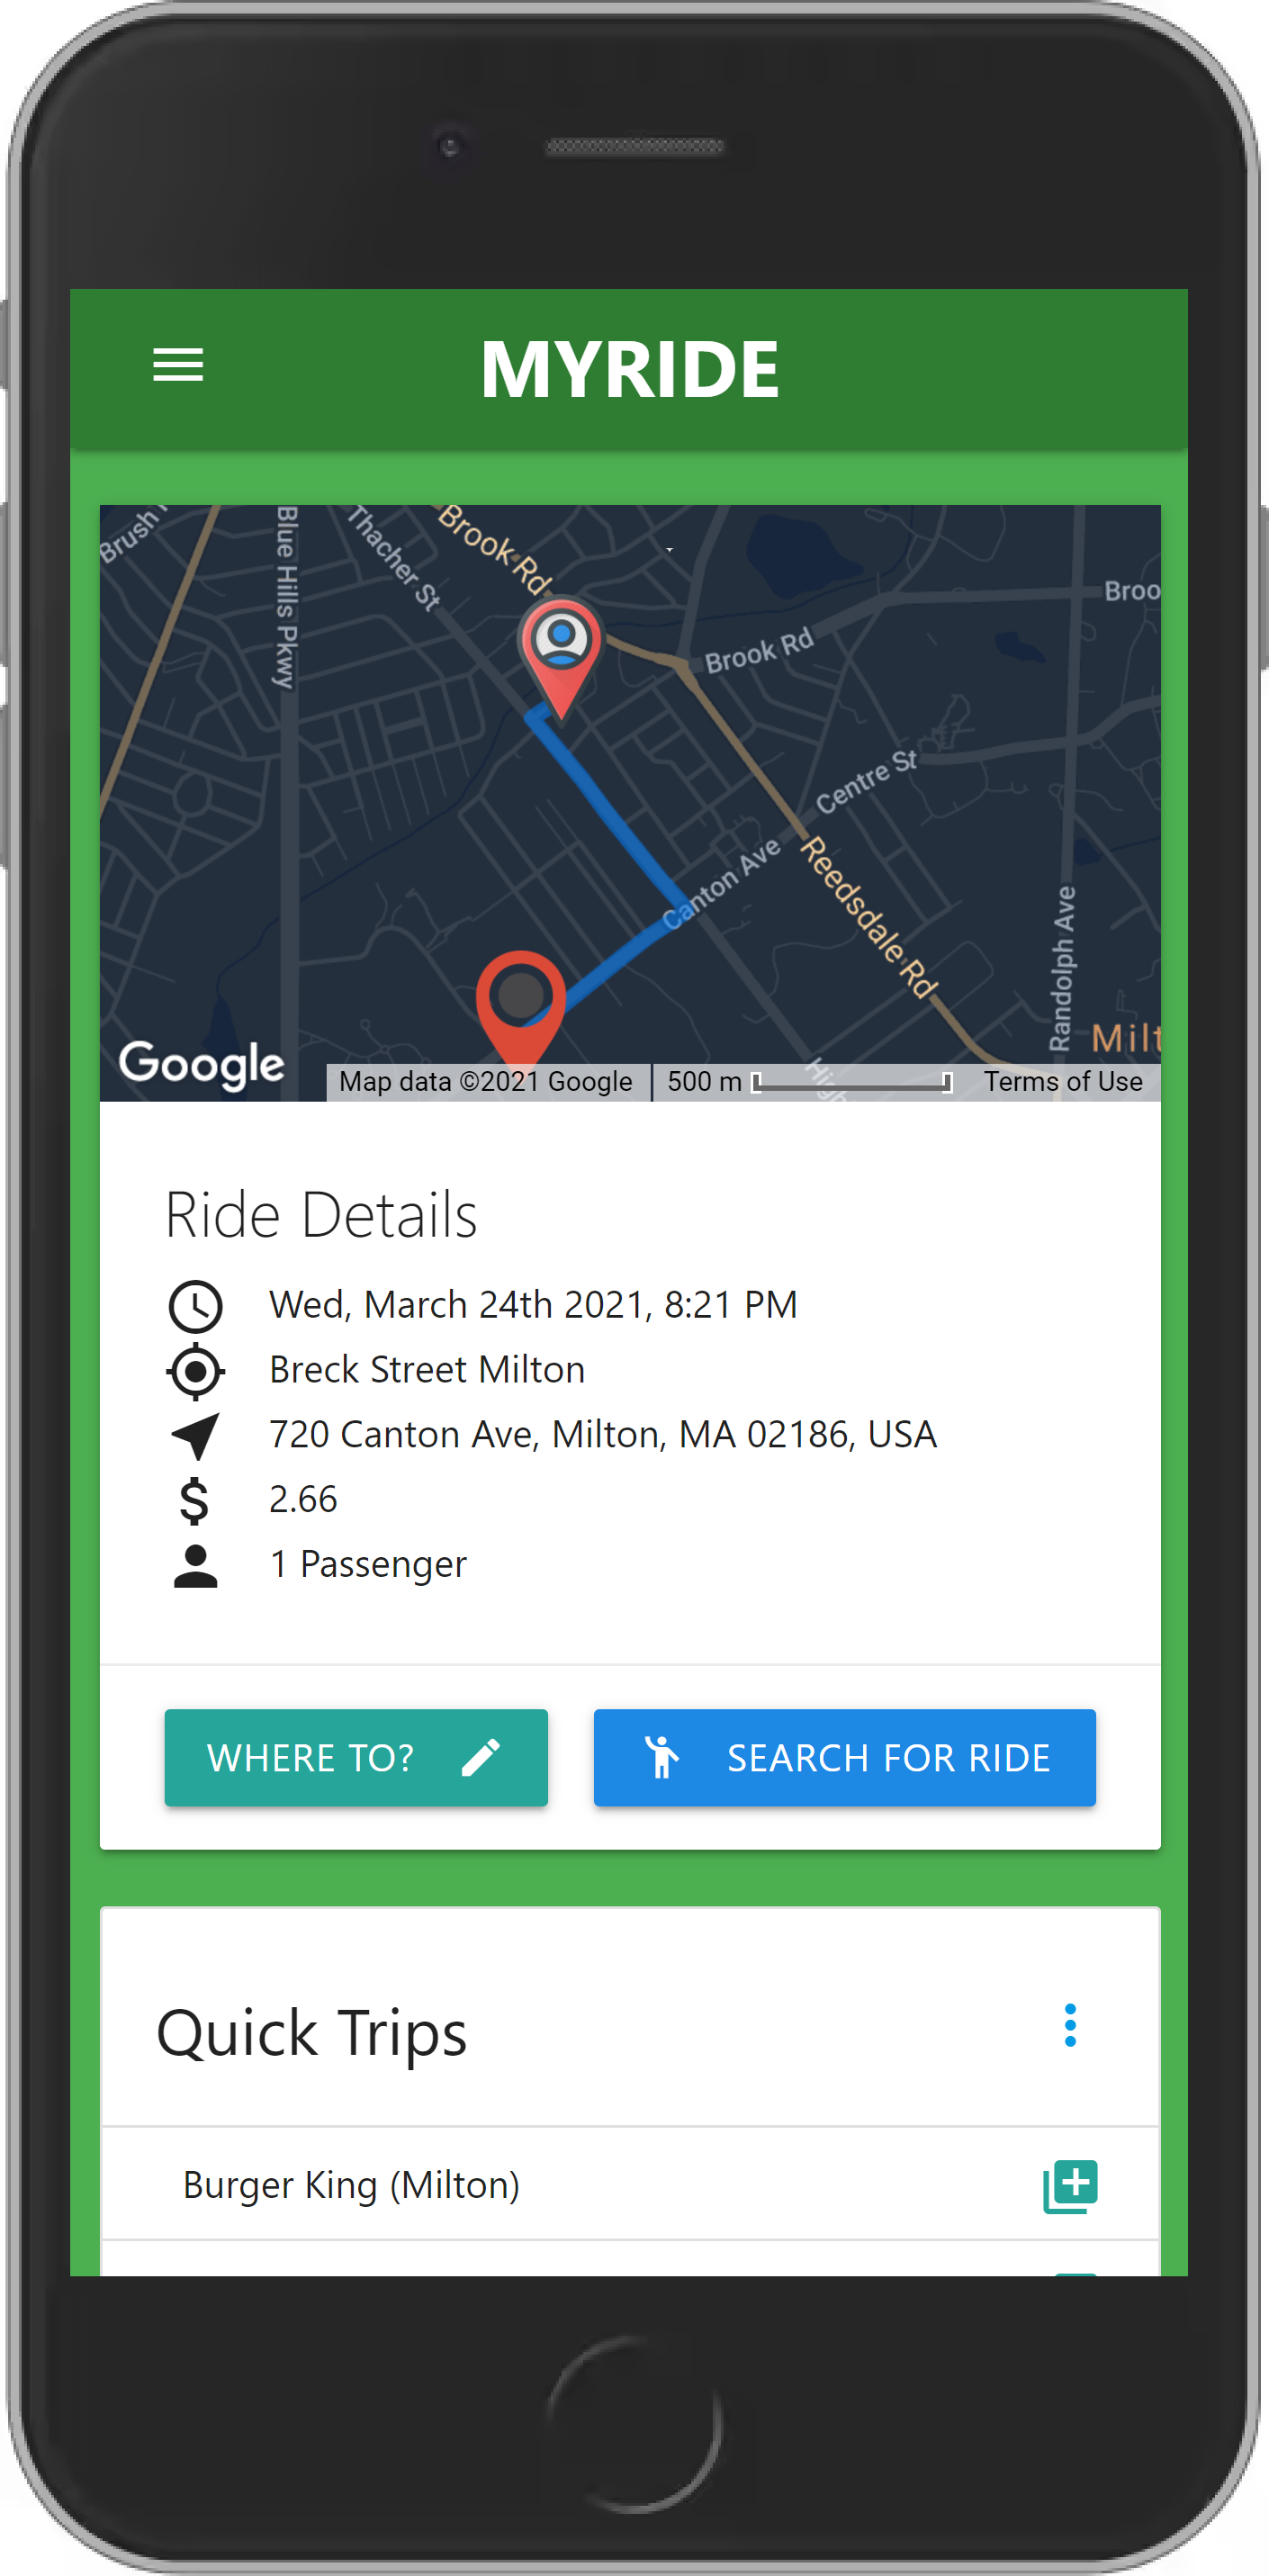 MYRIDE
Brush
Blue Hills Pkwy
Thacher St
Brook Rd
Brook Rd
Broo
Centre St
Canton Ave
Reedsdale Rd
Randolph Ave
Milt
High
Google
Map data ©2021 Google
500 m
Terms of Use
Ride Details
Wed, March 24th 2021, 8:21 PM
Breck Street Milton
720 Canton Ave, Milton, MA 02186, USA
$ 2.66
1 Passenger
WHERE TO?
SEARCH FOR RIDE
Quick Trips
Burger King (Milton)